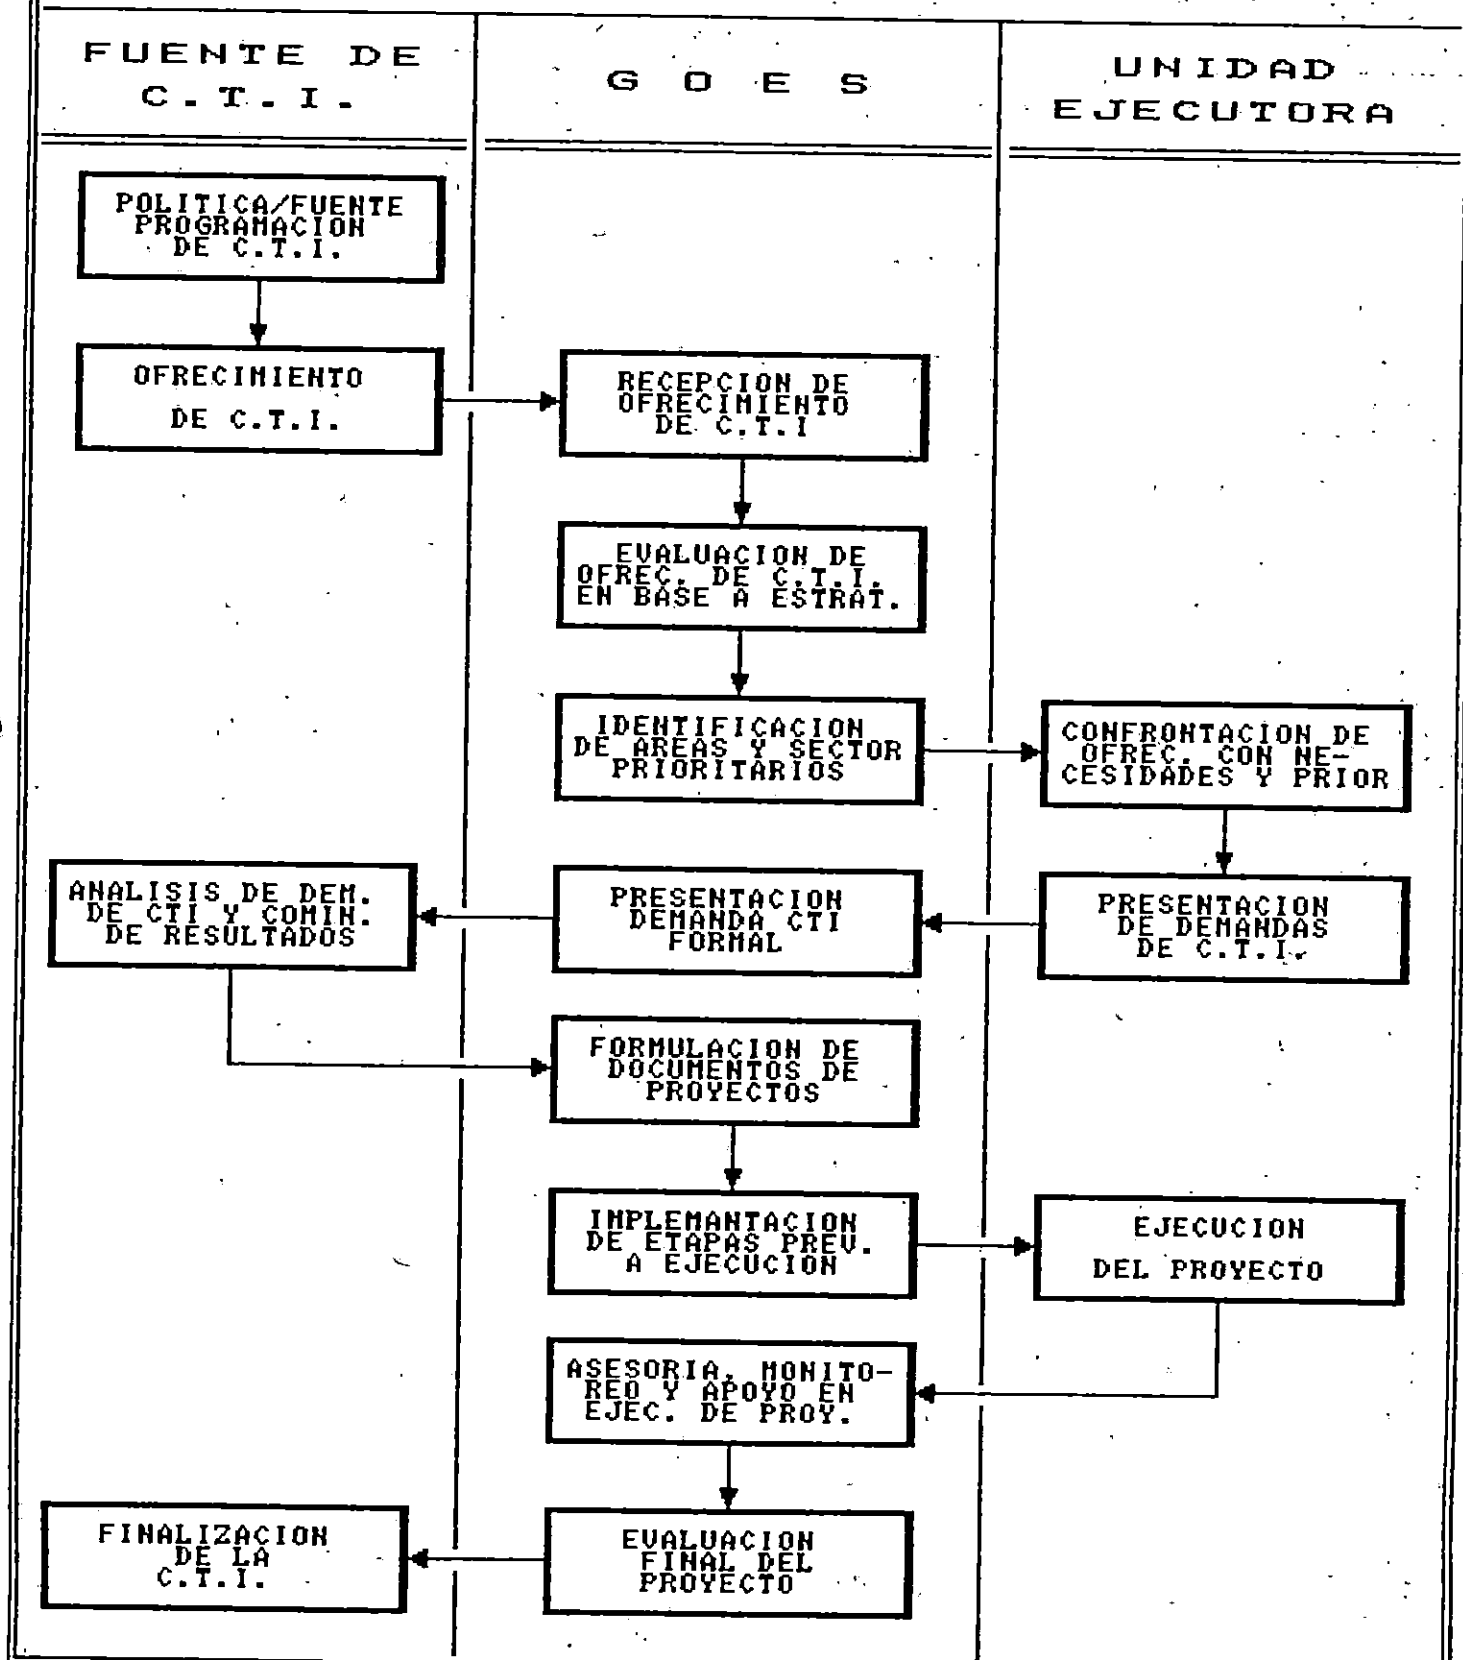 FUENTE DE
C.T.I.
G O E S
UNIDAD
EJECUTORA
POLITICA/FUENTE
PROGRAMACION
DE C.T.I.
OFRECIMIENTO
DE C.T.I.
RECEPCION DE
OFRECIMIENTO
DE C.T.I
EVALUACION DE
OFREC. DE C.T.I.
EN BASE A ESTRAT.
IDENTIFICACION
DE AREAS Y SECTOR
PRIORITARIOS
CONFRONTACION DE
OFREC. CON NE-
CESIDADES Y PRIOR
ANALISIS DE DEM.
DE CTI Y COMIN.
DE RESULTADOS
PRESENTACION
DEMANDA CTI
FORMAL
PRESENTACION
DE DEMANDAS
DE C.T.I.
FORMULACION DE
DOCUMENTOS DE
PROYECTOS
IMPLEMANTACION
DE ETAPAS PREV.
A EJECUCION
EJECUCION
DEL PROYECTO
ASESORIA, MONITO-
REO Y APOYO EN
EJEC. DE PROY.
FINALIZACION
DE LA
C.T.I.
EVALUACION
FINAL DEL
PROYECTO